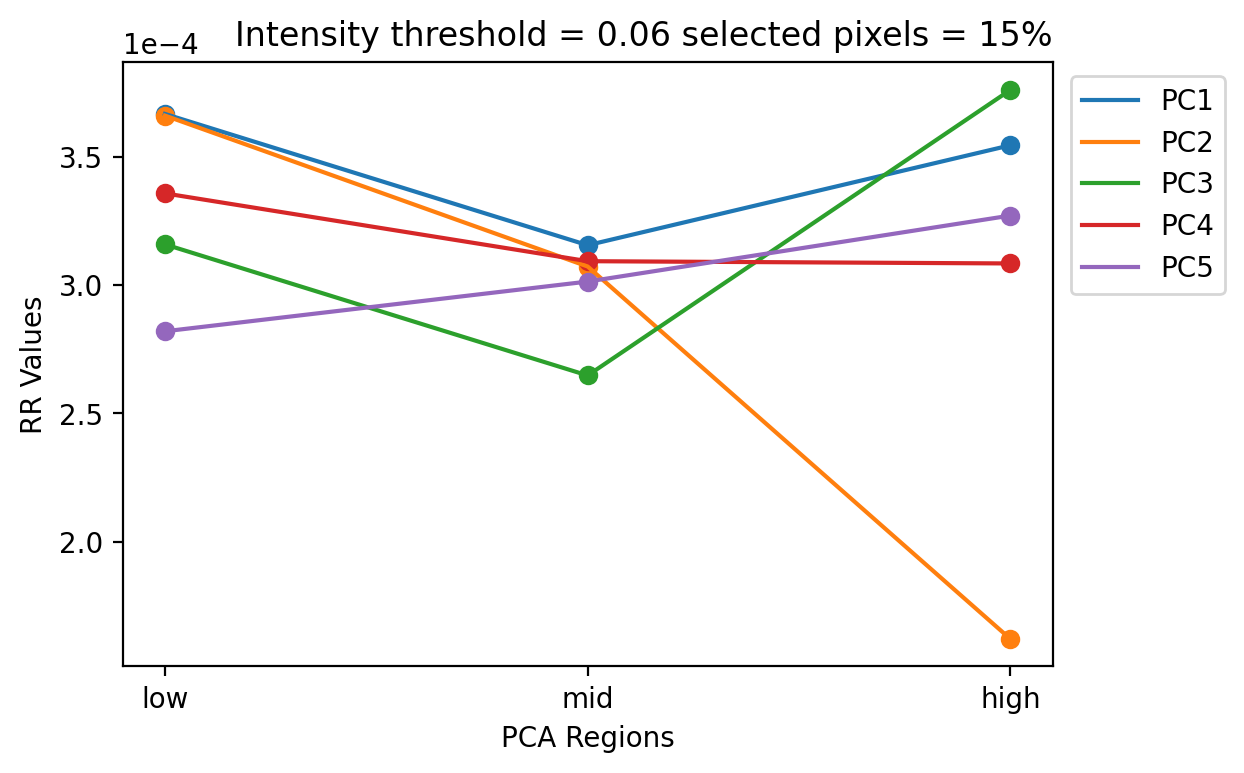 Intensity threshold = 0.06 selected pixels = 15%
1e−4
3.5
3.0
2.5
2.0
RR Values
low
mid
high
PCA Regions
PC1
PC2
PC3
PC4
PC5